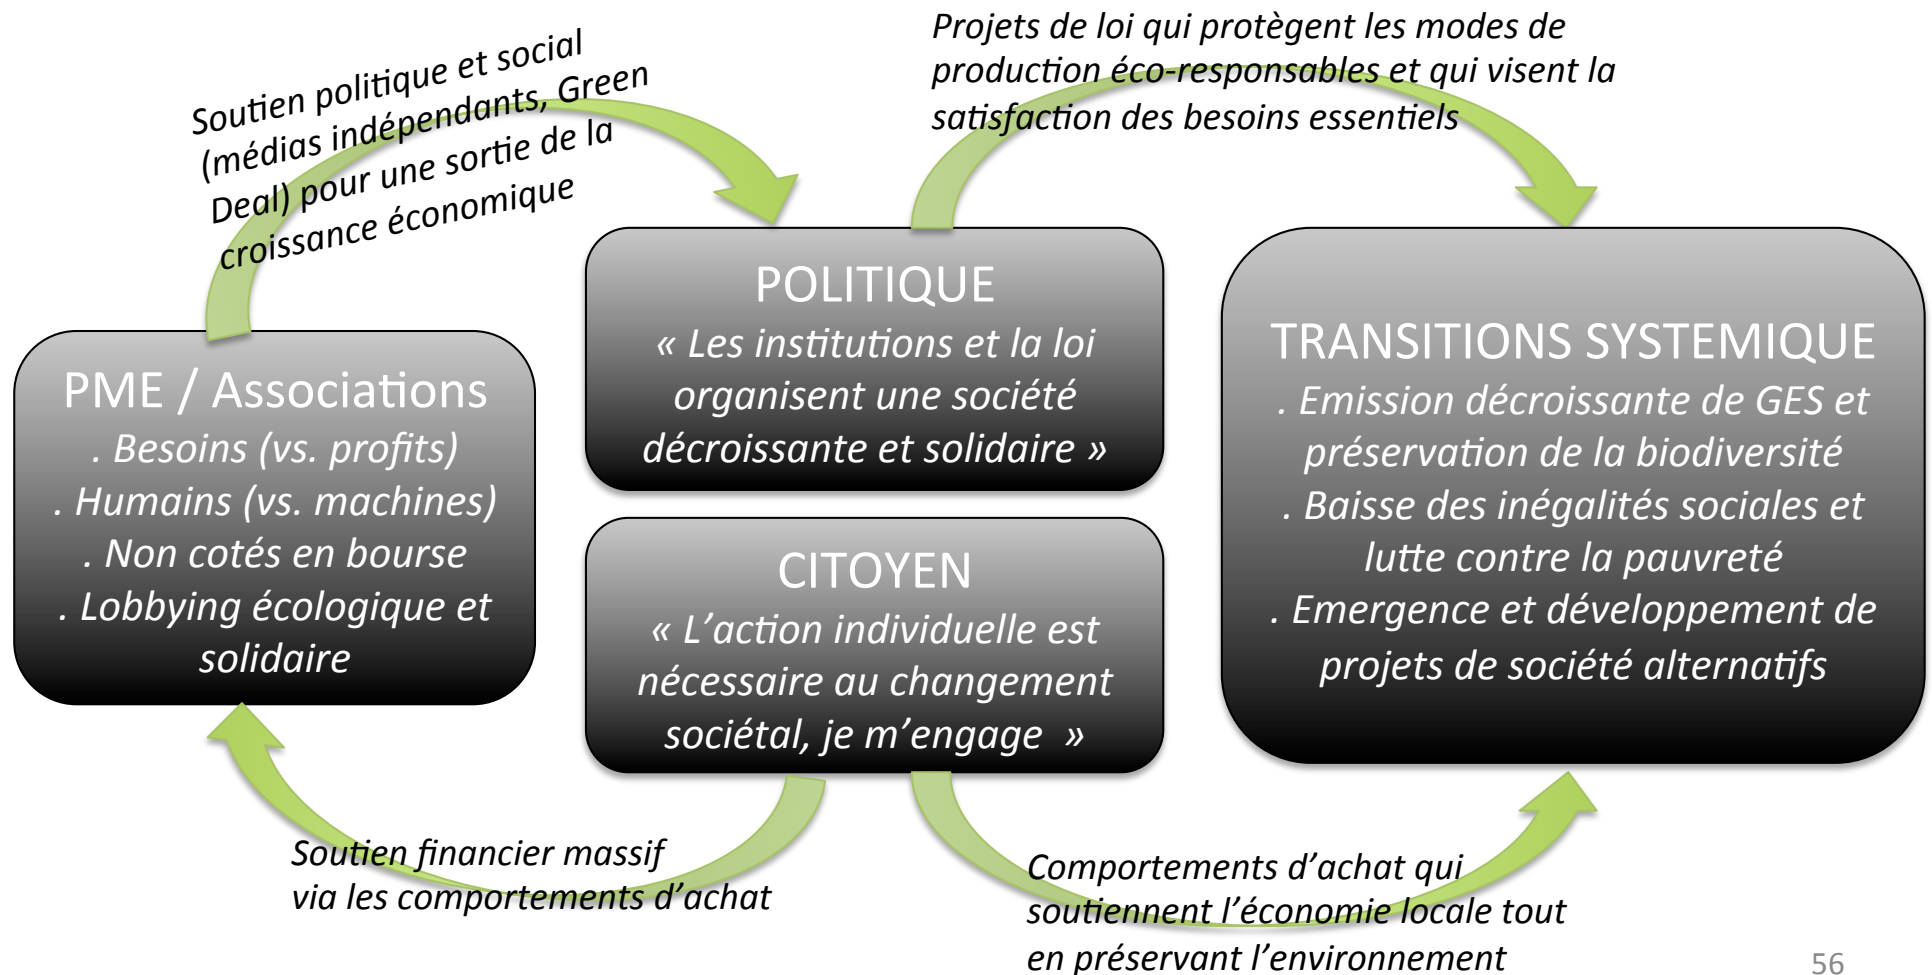 Soutien politique et social
(médias indépendants, Green
Deal) pour une sortie de la
croissance économique
Projets de loi qui protègent les modes de
production éco-responsables et qui visent la
satisfaction des besoins essentiels
PME / Associations
. Besoins (vs. profits)
. Humains (vs. machines)
. Non cotés en bourse
. Lobbying écologique et
solidaire
POLITIQUE
« Les institutions et la loi
organisent une société
décroissante et solidaire »
CITOYEN
« L’action individuelle est
nécessaire au changement
sociétal, je m’engage  »
TRANSITIONS SYSTEMIQUE
. Emission décroissante de GES et
préservation de la biodiversité
. Baisse des inégalités sociales et
lutte contre la pauvreté
. Emergence et développement de
projets de société alternatifs
Soutien financier massif
via les comportements d’achat
Comportements d’achat qui
soutiennent l’économie locale tout
en préservant l’environnement
56